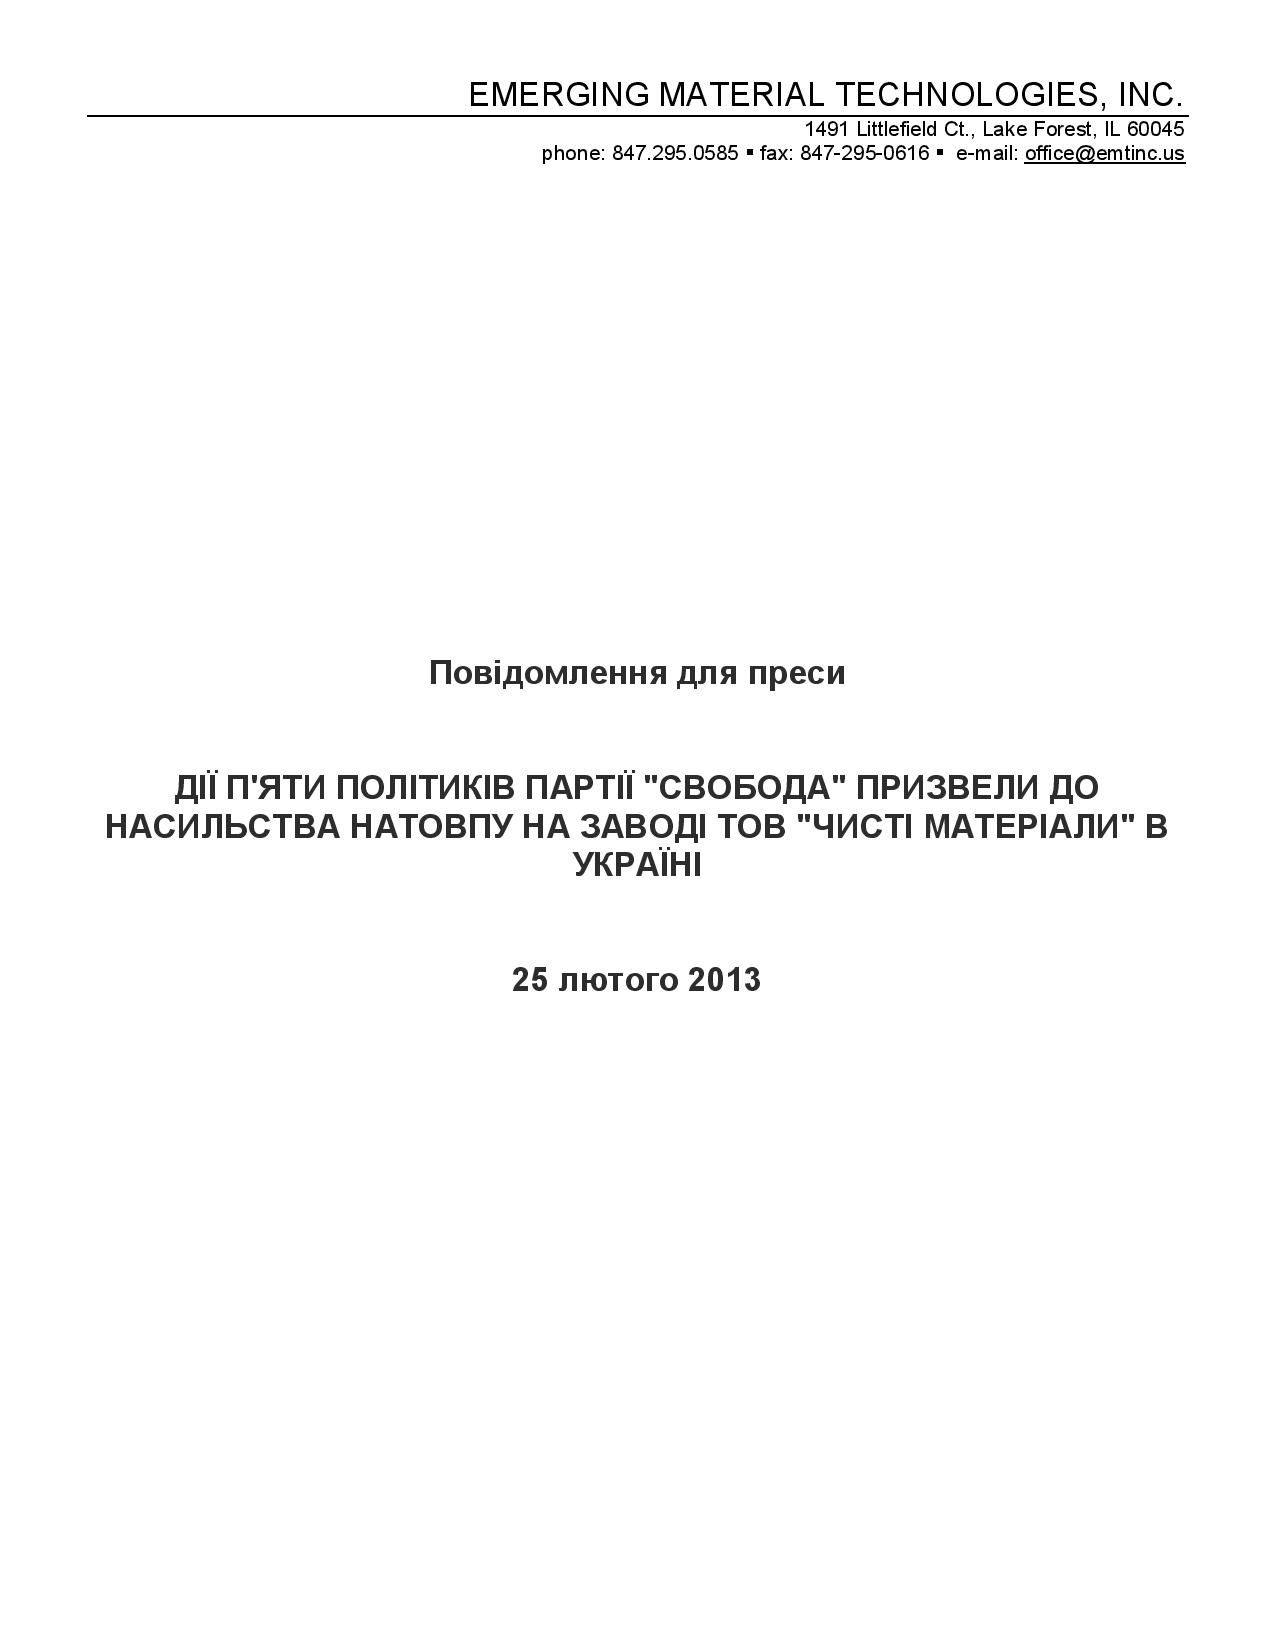 EMERGING MATERIAL TECHNOLOGIES, INC.
1491 Littlefield Ct., Lake Forest, IL 60045
phone: 847.295.0585 ▪ fax: 847-295-0616 ▪ e-mail: office@emtinc.us
Повідомлення для преси
ДІЇ П'ЯТИ ПОЛІТИКІВ ПАРТІЇ "СВОБОДА" ПРИЗВЕЛИ ДО
НАСИЛЬСТВА НАТОВПУ НА ЗАВОДІ ТОВ "ЧИСТІ МАТЕРІАЛИ" В
УКРАЇНІ
25 лютого 2013